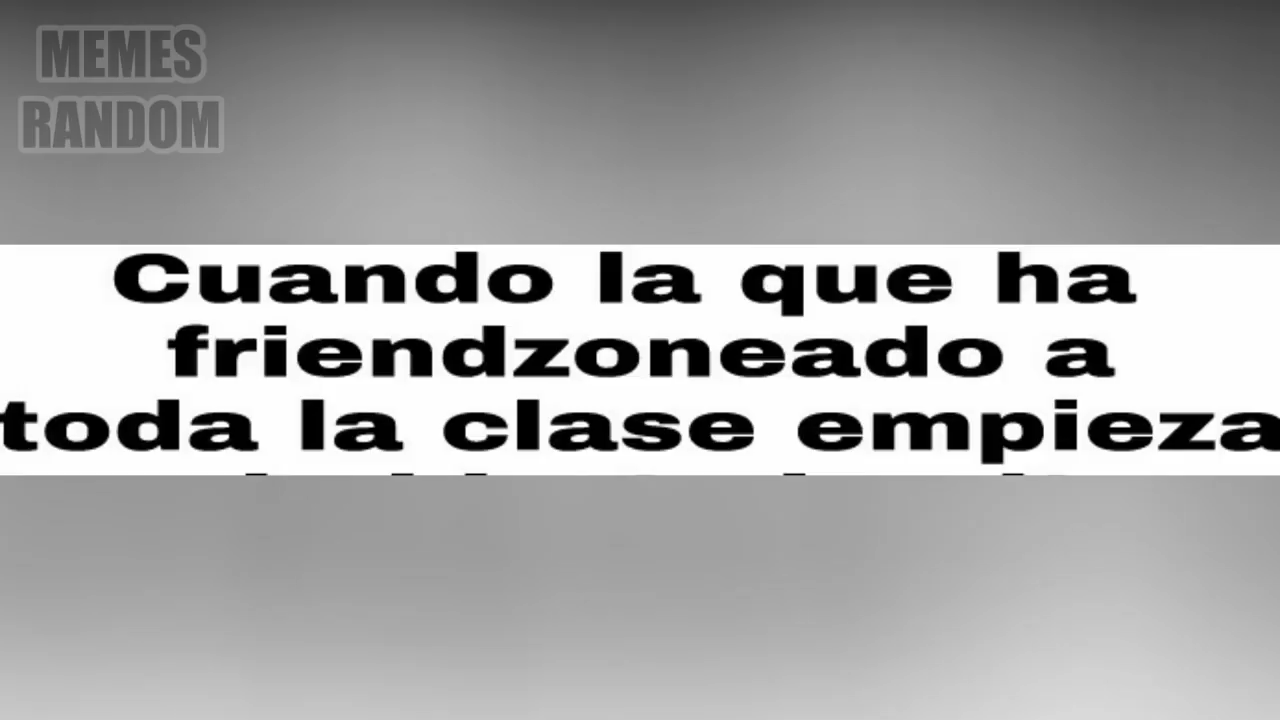 MEMES
RANDOM
Cuando la que ha
friendzoneado a
toda la clase empieza